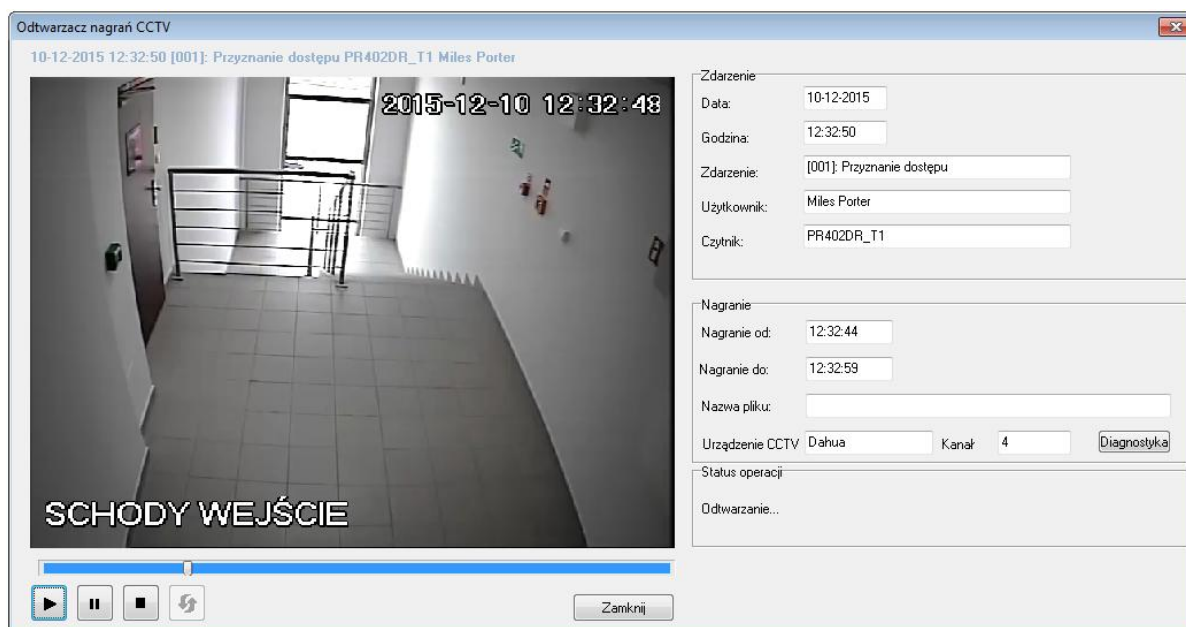 Odtwarzacz nagrań CCTV
10-12-2015 12:32:50 [001]: Przyznanie dostępu PR402DR_T1 Miles Porter
2015-12-10 12:32:48
SCHODY WEJŚCIE
Zamknij
Zdarzenie
Data: 10-12-2015
Godzina: 12:32:50
Zdarzenie: [001]: Przyznanie dostępu
Użytkownik: Miles Porter
Czytnik: PR402DR_T1
Nagranie
Nagranie od: 12:32:44
Nagranie do: 12:32:59
Nazwa pliku:
Urządzenie CCTV Dahua Kanał 4 Diagnostyka
Status operacji
Odtwarzanie...